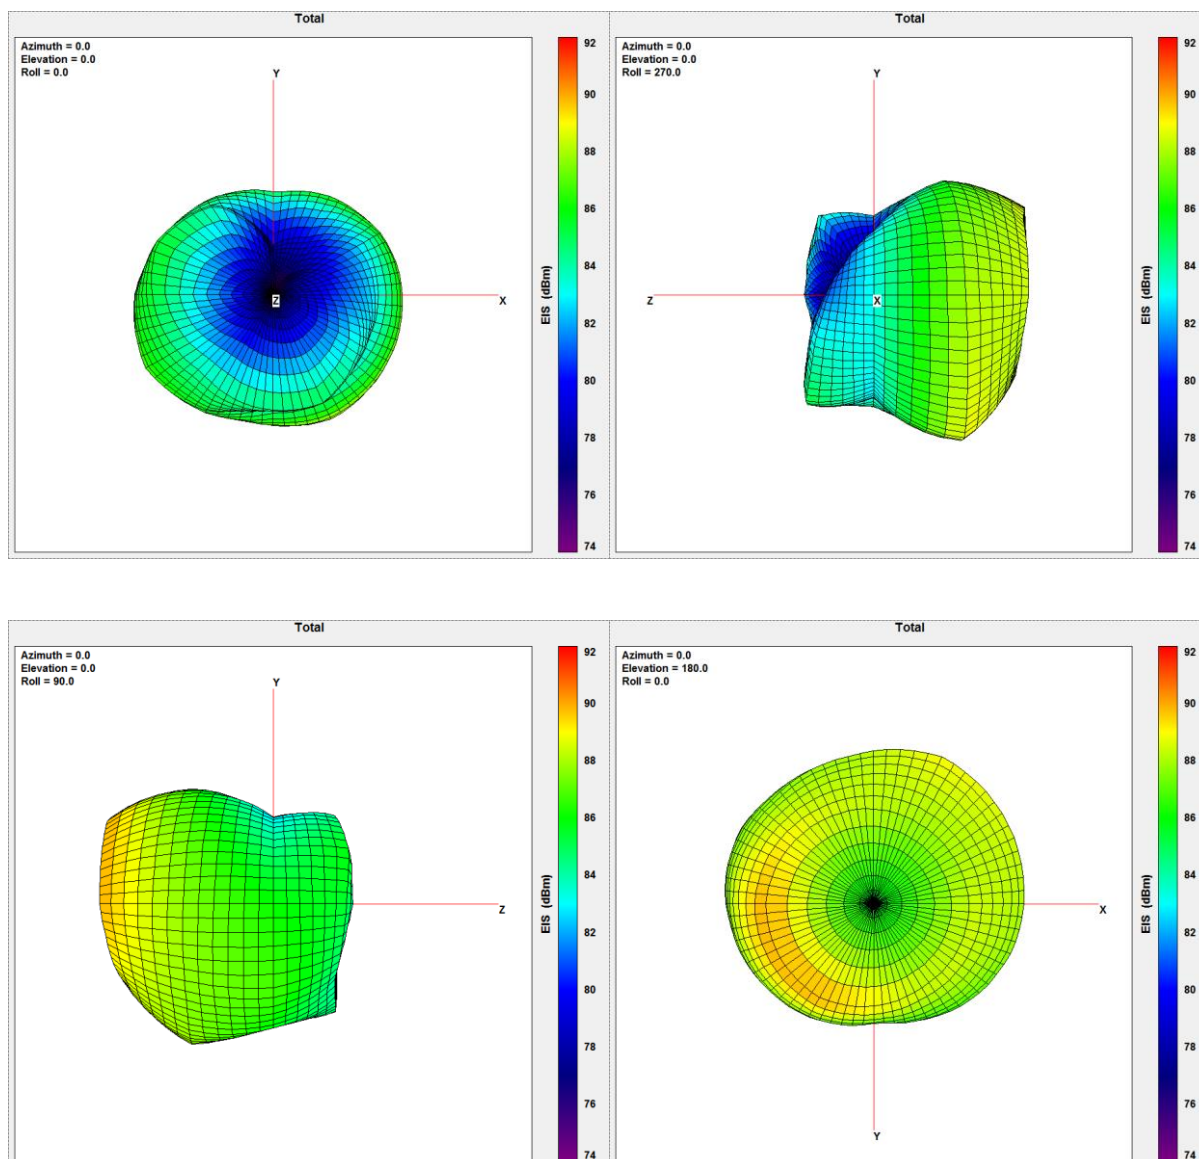 Total
Azimuth = 0.0
Elevation = 0.0
Roll = 0.0
Y
X
Z
92
90
88
86
84
82
80
78
76
74
EIS (dBm)
Total
Azimuth = 0.0
Elevation = 0.0
Roll = 270.0
Y
Z
X
92
90
88
86
84
82
80
78
76
74
EIS (dBm)
Total
Azimuth = 0.0
Elevation = 0.0
Roll = 90.0
Y
Z
92
90
88
86
84
82
80
78
76
74
EIS (dBm)
Total
Azimuth = 0.0
Elevation = 180.0
Roll = 0.0
X
Y
92
90
88
86
84
82
80
78
76
74
EIS (dBm)